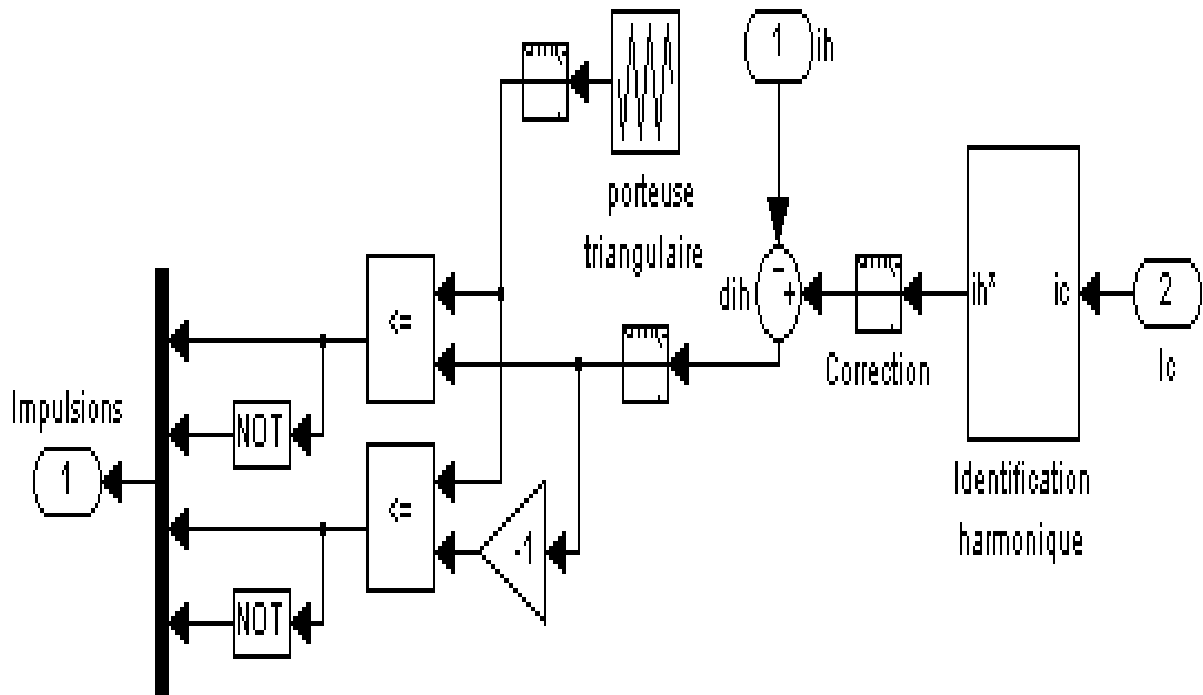 1
ih
porteuse
triangulaire
dih
-
+
ih*
ic
2
Ic
Correction
Identification
harmonique
<=
<=
NOT
NOT
-1
Impulsions
1